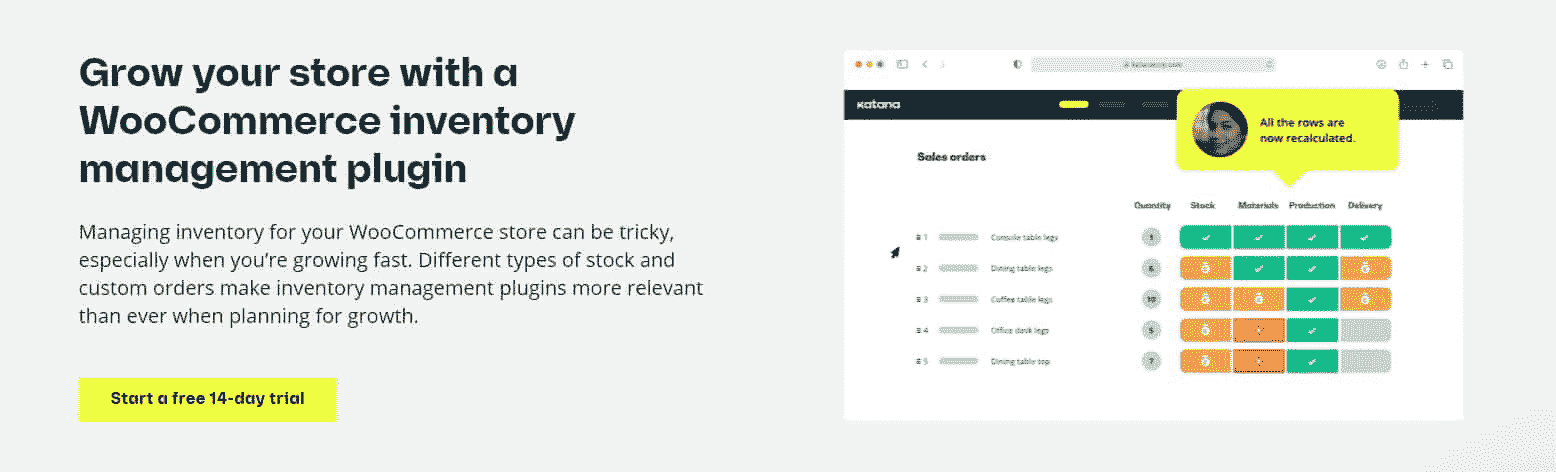 Grow your store with a
WooCommerce inventory
management plugin
Managing inventory for your WooCommerce store can be tricky,
especially when you're growing fast. Different types of stock and
custom orders make inventory management plugins more relevant
than ever when planning for growth.
Start a free 14-day trial
katana
All the rows are
now recalculated.
Sales orders
Quantity Stock Materials Production Delivery
# 1 Console table legs
# 2 Dining table legs
# 3 Coffee table legs
# 4 Office desk legs 5
# 5 Dining table top 7